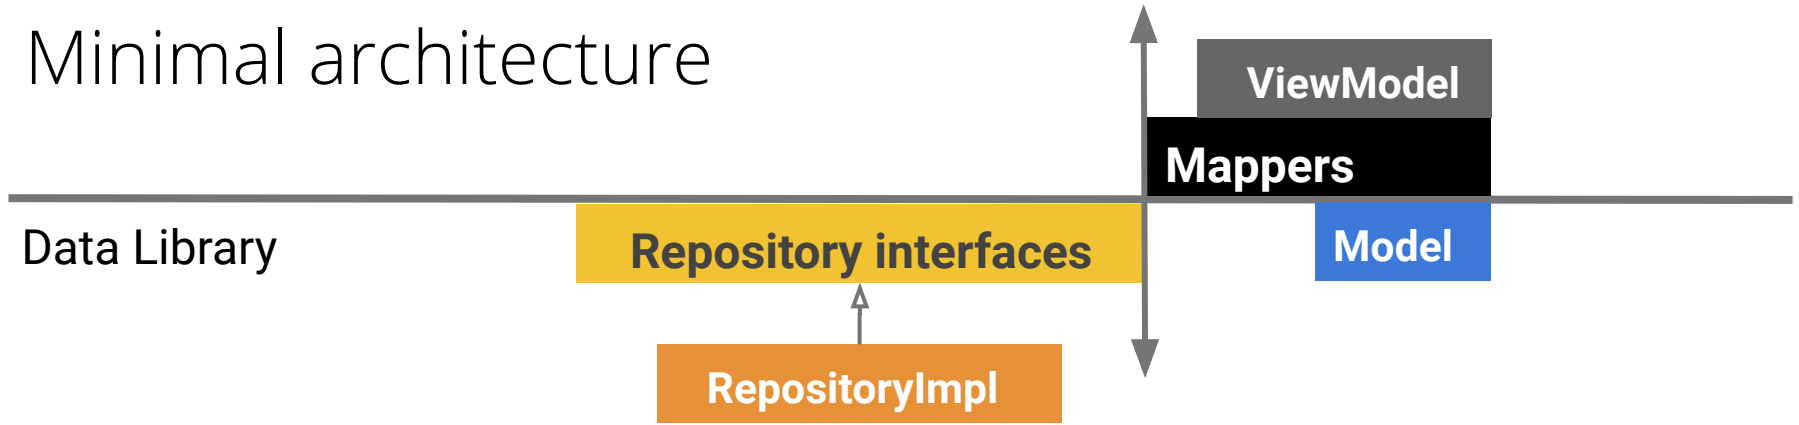 Minimal architecture
ViewModel
Mappers
Data Library
Repository interfaces
Model
RepositoryImpl